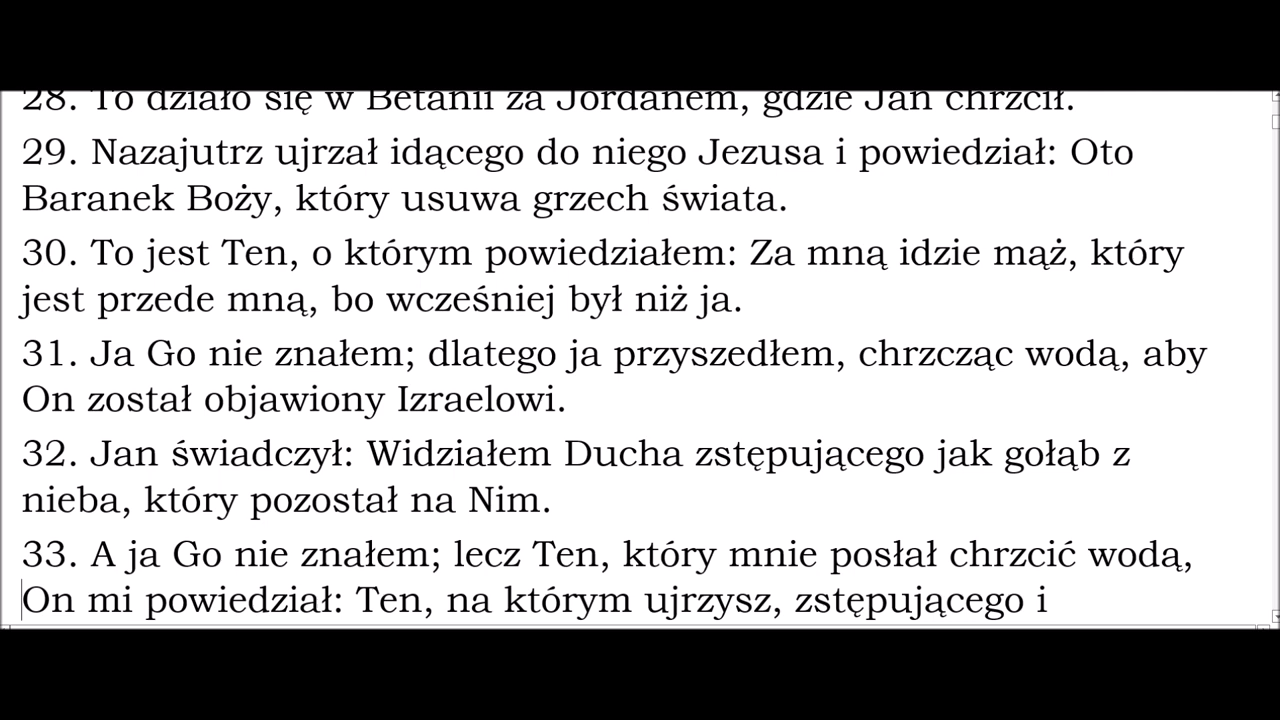 28. To działo się w Betanii za Jordanem, gdzie Jan chrzcił.
29. Nazajutrz ujrzał idącego do niego Jezusa i powiedział: Oto
Baranek Boży, który usuwa grzech świata.
30. To jest Ten, o którym powiedziałem: Za mną idzie mąż, który
jest przede mną, bo wcześniej był niż ja.
31. Ja Go nie znałem; dlatego ja przyszedłem, chrzcząc wodą, aby
On został objawiony Izraelowi.
32. Jan świadczył: Widziałem Ducha zstępującego jak gołąb z
nieba, który pozostał na Nim.
33. A ja Go nie znałem; lecz Ten, który mnie posłał chrzcić wodą,
On mi powiedział: Ten, na którym ujrzysz, zstępującego i